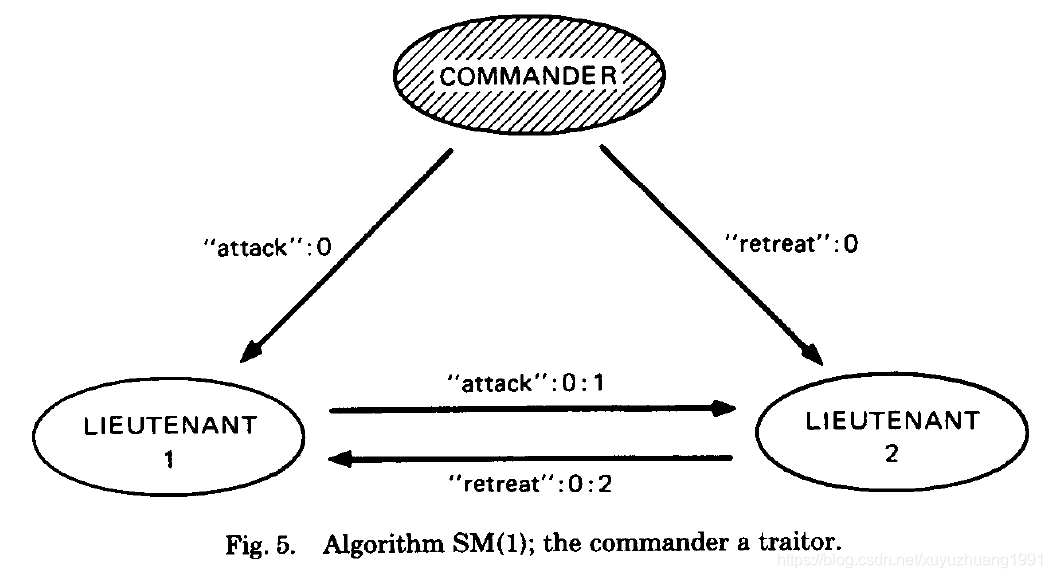 COMMANDER
"attack":0
"retreat":0
"attack":0:1
LIEUTENANT
1
LIEUTENANT
2
"retreat":0:2
Fig. 5. Algorithm SM(1); the commander a traitor.
https://blog.csdn.net/xuyuzhuang1991